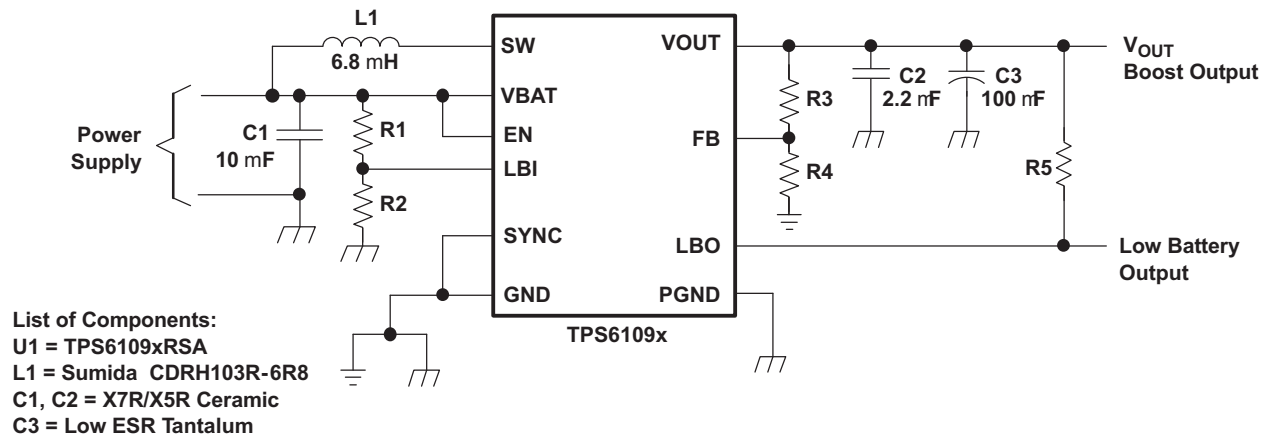 L1
6.8 mH
SW
VOUT
VOUT
Boost Output
C2
2.2 mF
C3
100 mF
R3
VBAT
Power
Supply
C1
10 mF
R1
EN
FB
LBI
R4
R5
R2
SYNC
LBO
Low Battery
Output
GND
PGND
TPS6109x
List of Components:
U1 = TPS6109xRSA
L1 = Sumida CDRH103R-6R8
C1, C2 = X7R/X5R Ceramic
C3 = Low ESR Tantalum